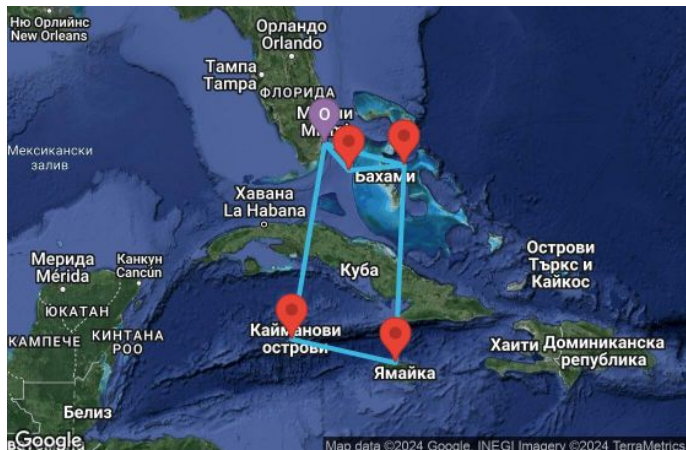 Ню Орлийнс
New Orleans
Орландо
Orlando
Тампа
Tampa
ФЛОРИДА
O
Мексикански
залив
Бахами
Хавана
La Habana
Мерида
Mérida
Канкун
Cancún
Куба
Острови
Търкс и
Кайкос
ЮКАТАН
КАМПЕЧЕ
КИНТАНА
РОО
Кайманови
острови
Ямайка
Хаити
Доминиканска
република
Белиз
Google
Map data ©2024 Google, INEGI Imagery ©2024 TerraMetrics